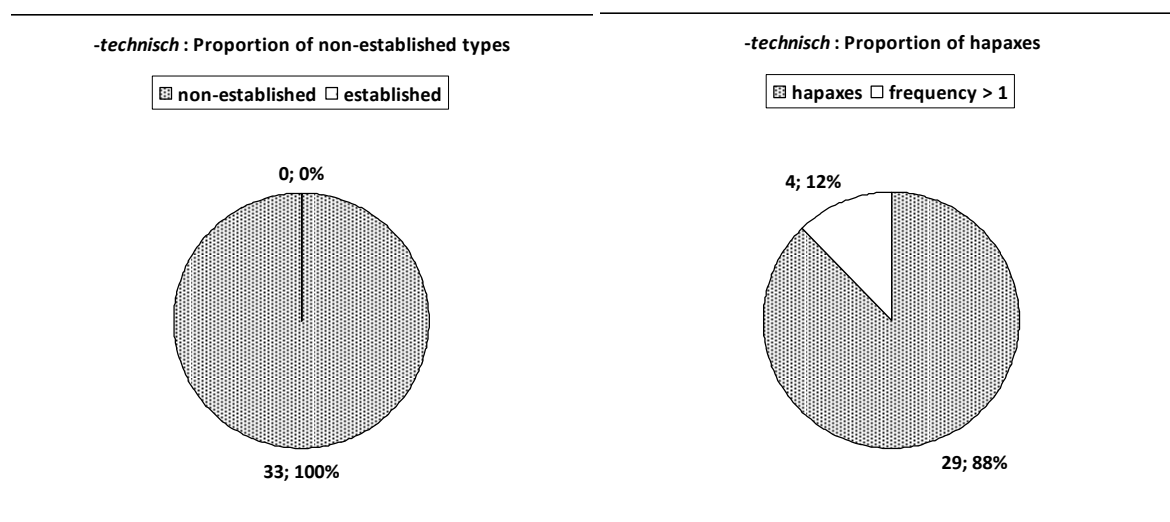 -technisch : Proportion of non-established types
non-established established
0; 0%
33; 100%
-technisch : Proportion of hapaxes
hapaxes frequency > 1
4; 12%
29; 88%